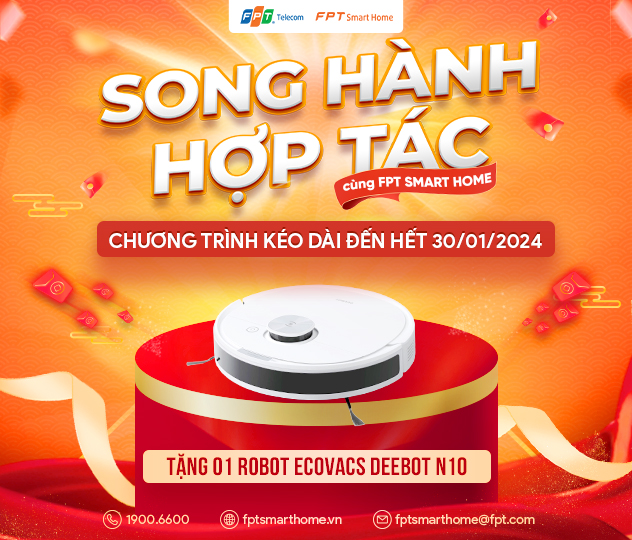 FPT Telecom FPT Smart Home
SONG HÀNH
HỢP TÁC
cùng FPT SMART HOME
CHƯƠNG TRÌNH KÉO DÀI ĐẾN HẾT 30/01/2024
TẶNG 01 ROBOT ECOVACS DEEBOT N10
1900.6600 fptsmarthome.vn fptsmarthome@fpt.com